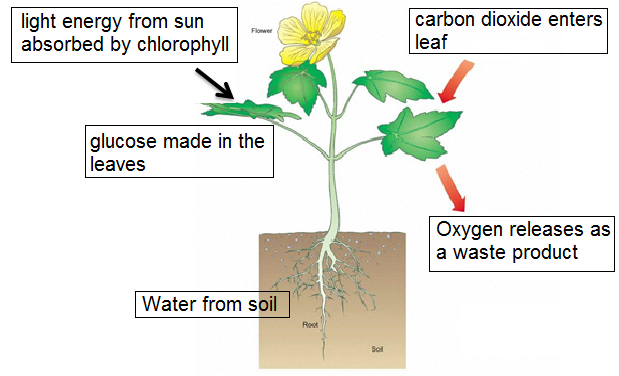 light energy from sun
absorbed by chlorophyll
Flower
carbon dioxide enters
leaf
glucose made in the
leaves
Oxygen releases as
a waste product
Water from soil
Root
Soil